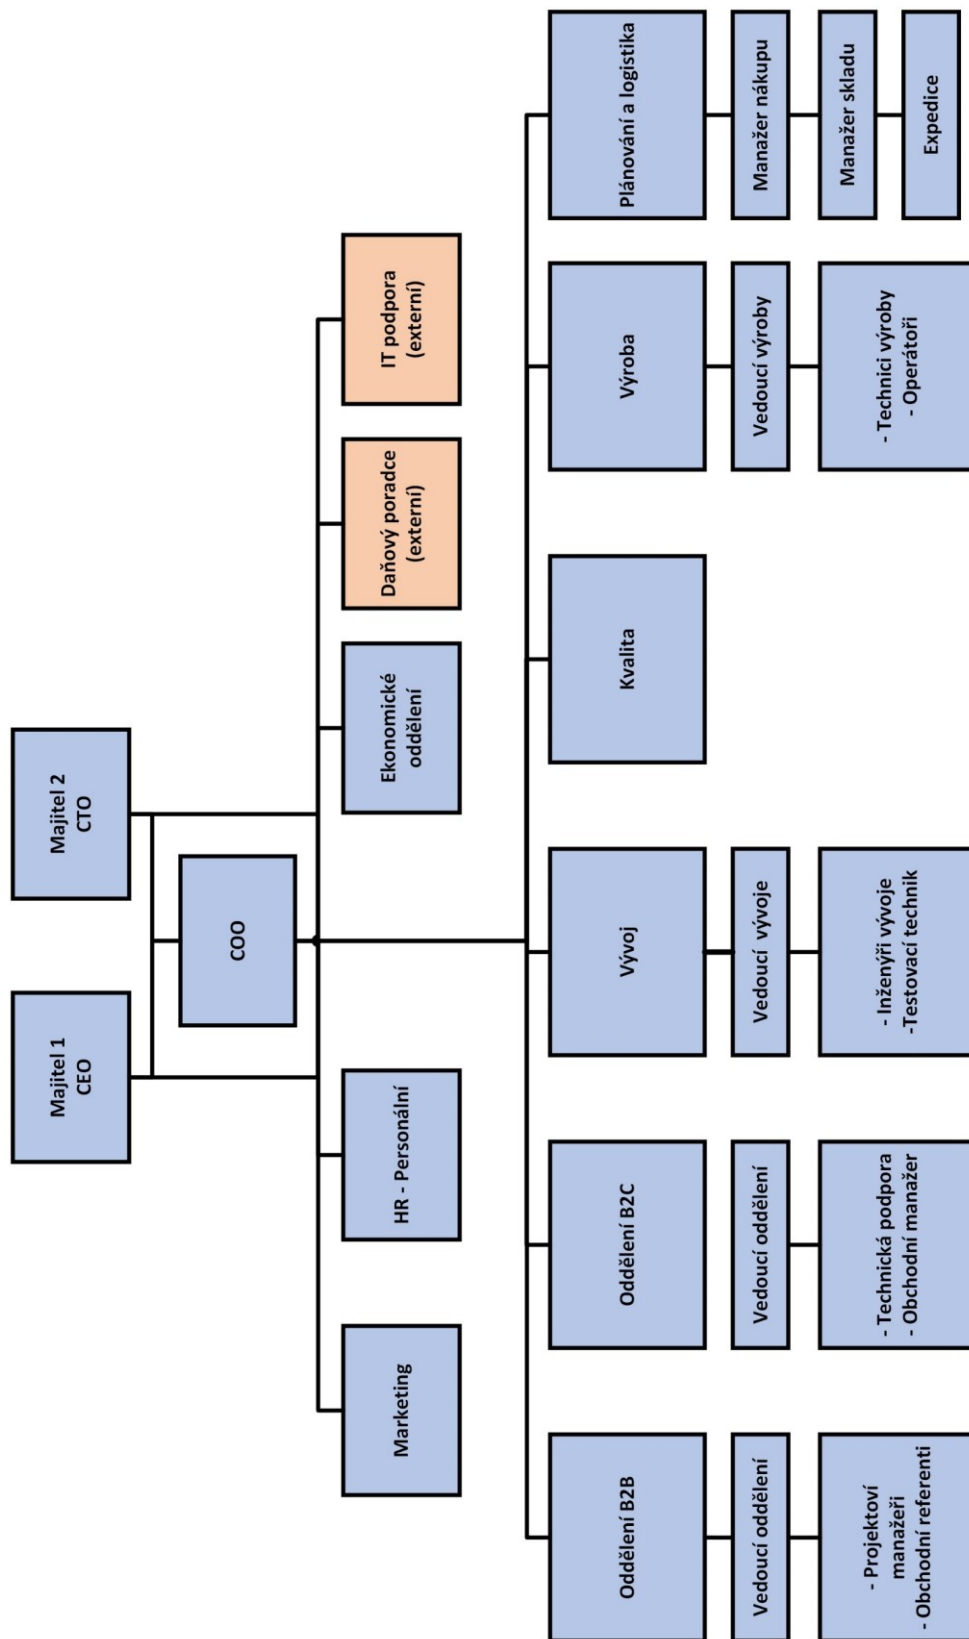 Majitel 1
CEO
Majitel 2
CTO
COO
Marketing
HR - Personální
Ekonomické
oddělení
Daňový poradce
(externí)
IT podpora
(externí)
Oddělení B2B
Oddělení B2C
Vývoj
Kvalita
Výroba
Plánování a logistika
Vedoucí oddělení
Vedoucí oddělení
Vedoucí  vývoje
Vedoucí výroby
Manažer nákupu
- Projektoví
manažeři
- Obchodní referenti
- Technická podpora
- Obchodní manažer
- Inženýři vývoje
-Testovací technik
- Technici výroby
- Operátoři
Manažer skladu
Expedice